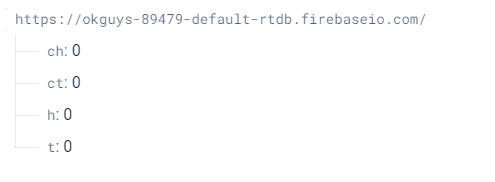 https://okguys-89479-default-rtdb.firebaseio.com/
ch: 0
ct: 0
h: 0
t: 0